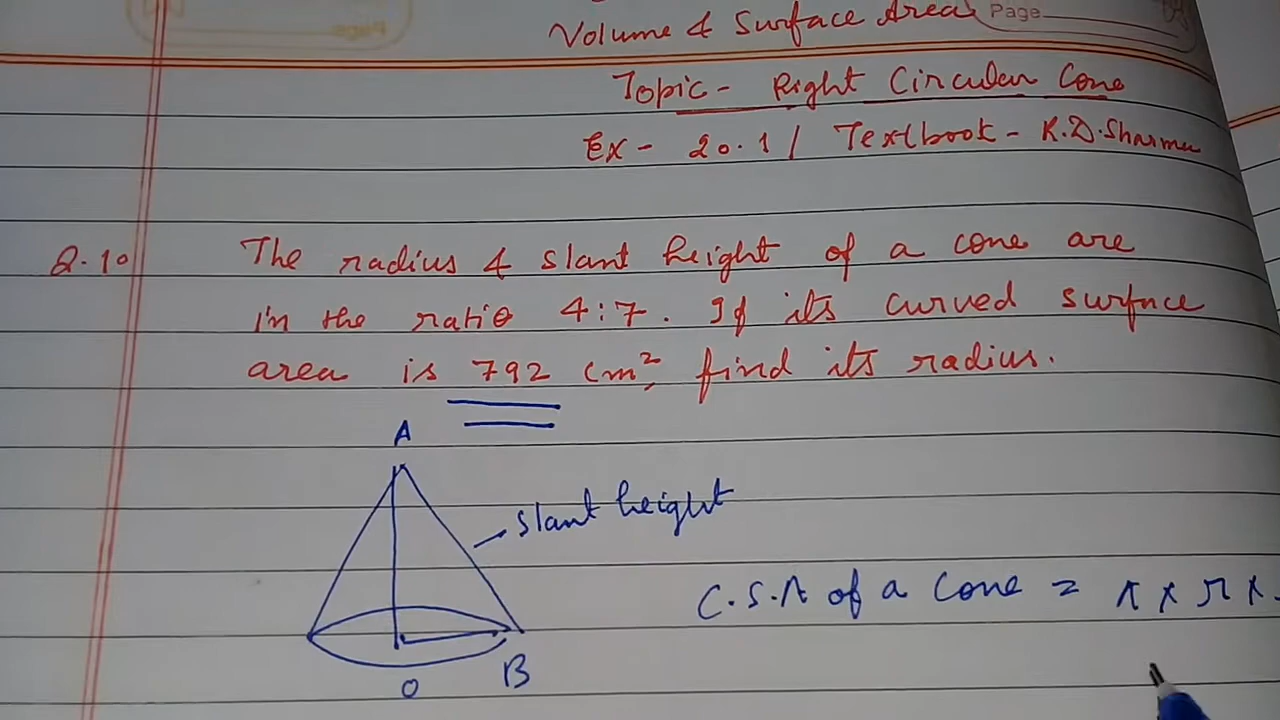 Volume & Surface Area
Page
Topic - Right Circular Cone
Ex - 20.1 / Textbook - R.D. Sharma
Q.10 The radius & slant height of a cone are
in the ratio 4:7. If its curved surface
area is 792 cm², find its radius.
A
slant height
C.S.A of a cone = π × r ×
B
O